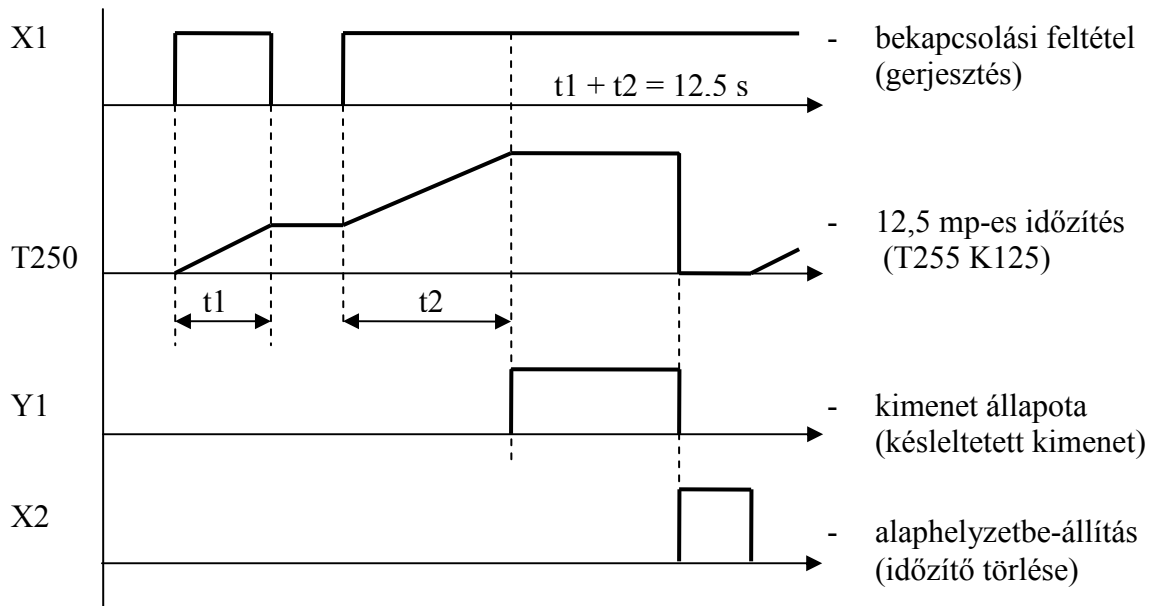 X1
- bekapcsolási feltétel
(gerjesztés)
t1 + t2 = 12.5 s
T250
- 12,5 mp-es időzítés
(T255 K125)
t1
t2
Y1
- kimenet állapota
(késleltetett kimenet)
X2
- alaphelyzetbe-állítás
(időzítő törlése)